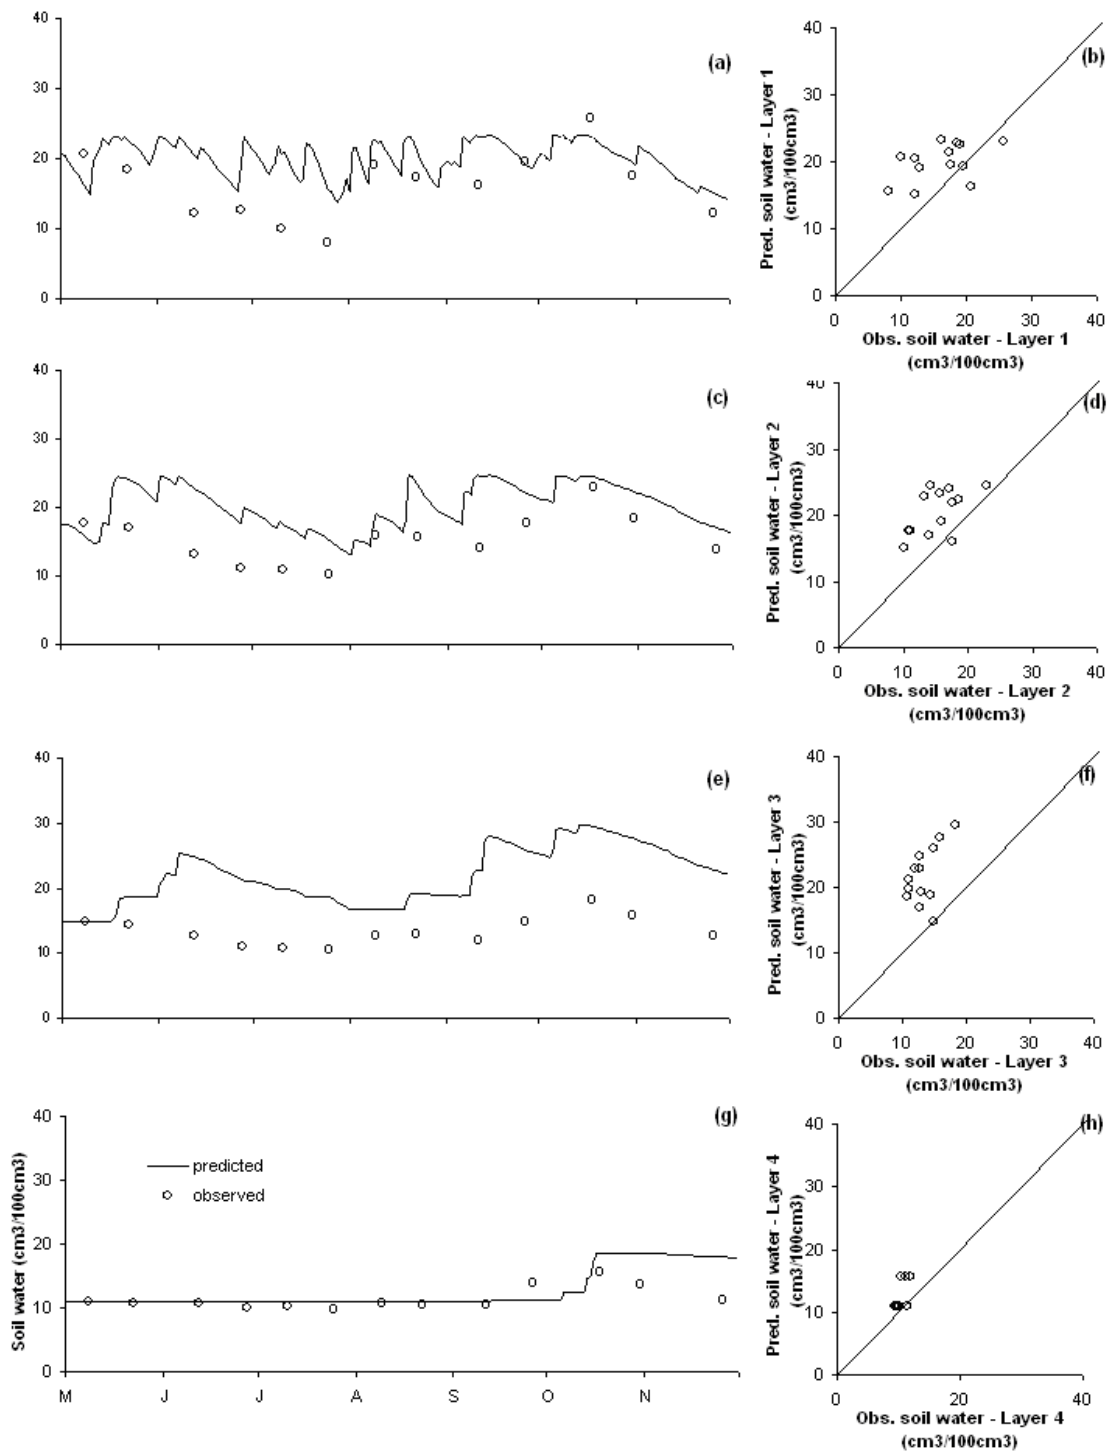 40
30
20
10
0
(a)
40
30
20
10
0
Pred. soil water - Layer 1
(cm3/100cm3)
(b)
0
10
20
30
40
Obs. soil water - Layer 1
(cm3/100cm3)
40
30
20
10
0
(c)
40
30
20
10
0
Pred. soil water - Layer 2
(cm3/100cm3)
(d)
0
10
20
30
40
Obs. soil water - Layer 2
(cm3/100cm3)
40
30
20
10
0
(e)
40
30
20
10
0
Pred. soil water - Layer 3
(cm3/100cm3)
(f)
0
10
20
30
40
Obs. soil water - Layer 3
(cm3/100cm3)
Soil water (cm3/100cm3)
40
30
20
10
0
(g)
predicted
observed
M J J A S O N
40
30
20
10
0
Pred. soil water - Layer 4
(cm3/100cm3)
(h)
0
20
40
Obs. soil water - Layer 4
(cm3/100cm3)